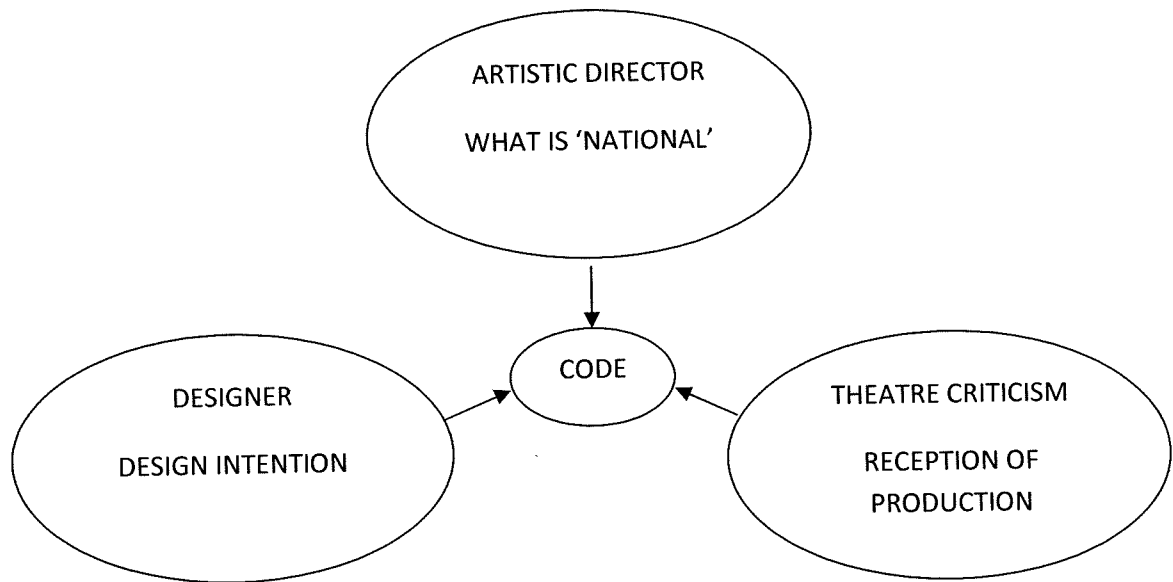 ARTISTIC DIRECTOR
WHAT IS ‘NATIONAL’
CODE
DESIGNER
DESIGN INTENTION
THEATRE CRITICISM
RECEPTION OF
PRODUCTION